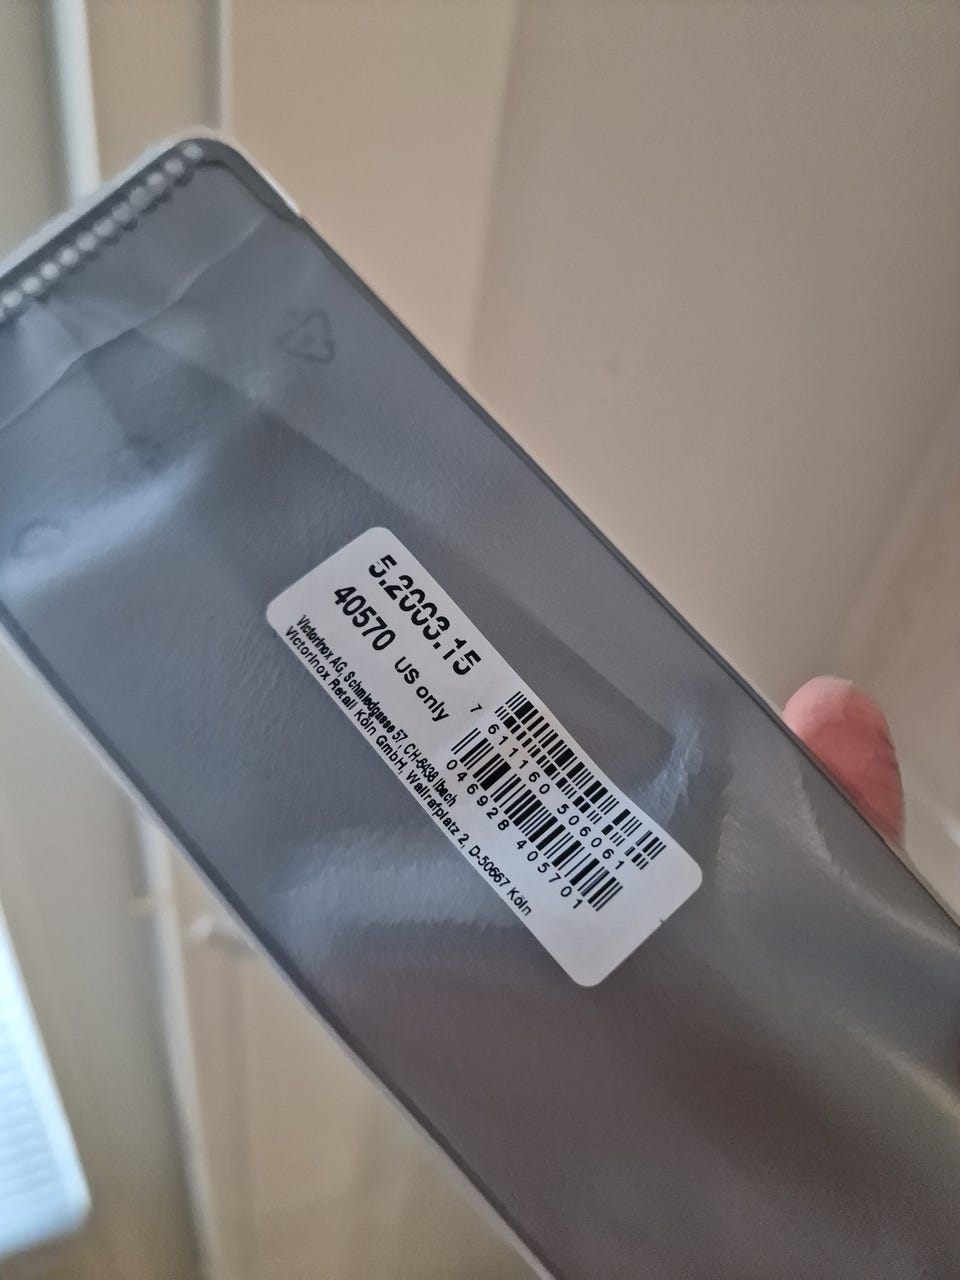 5.2003.15
40570 US only
Victorinox AG, Schmiedgasse 57, CH-6438 Ibach
Victorinox Retail Köln GmbH, Wallrafplatz 2, D-50667 Köln
7 611160 506061
046928 405701